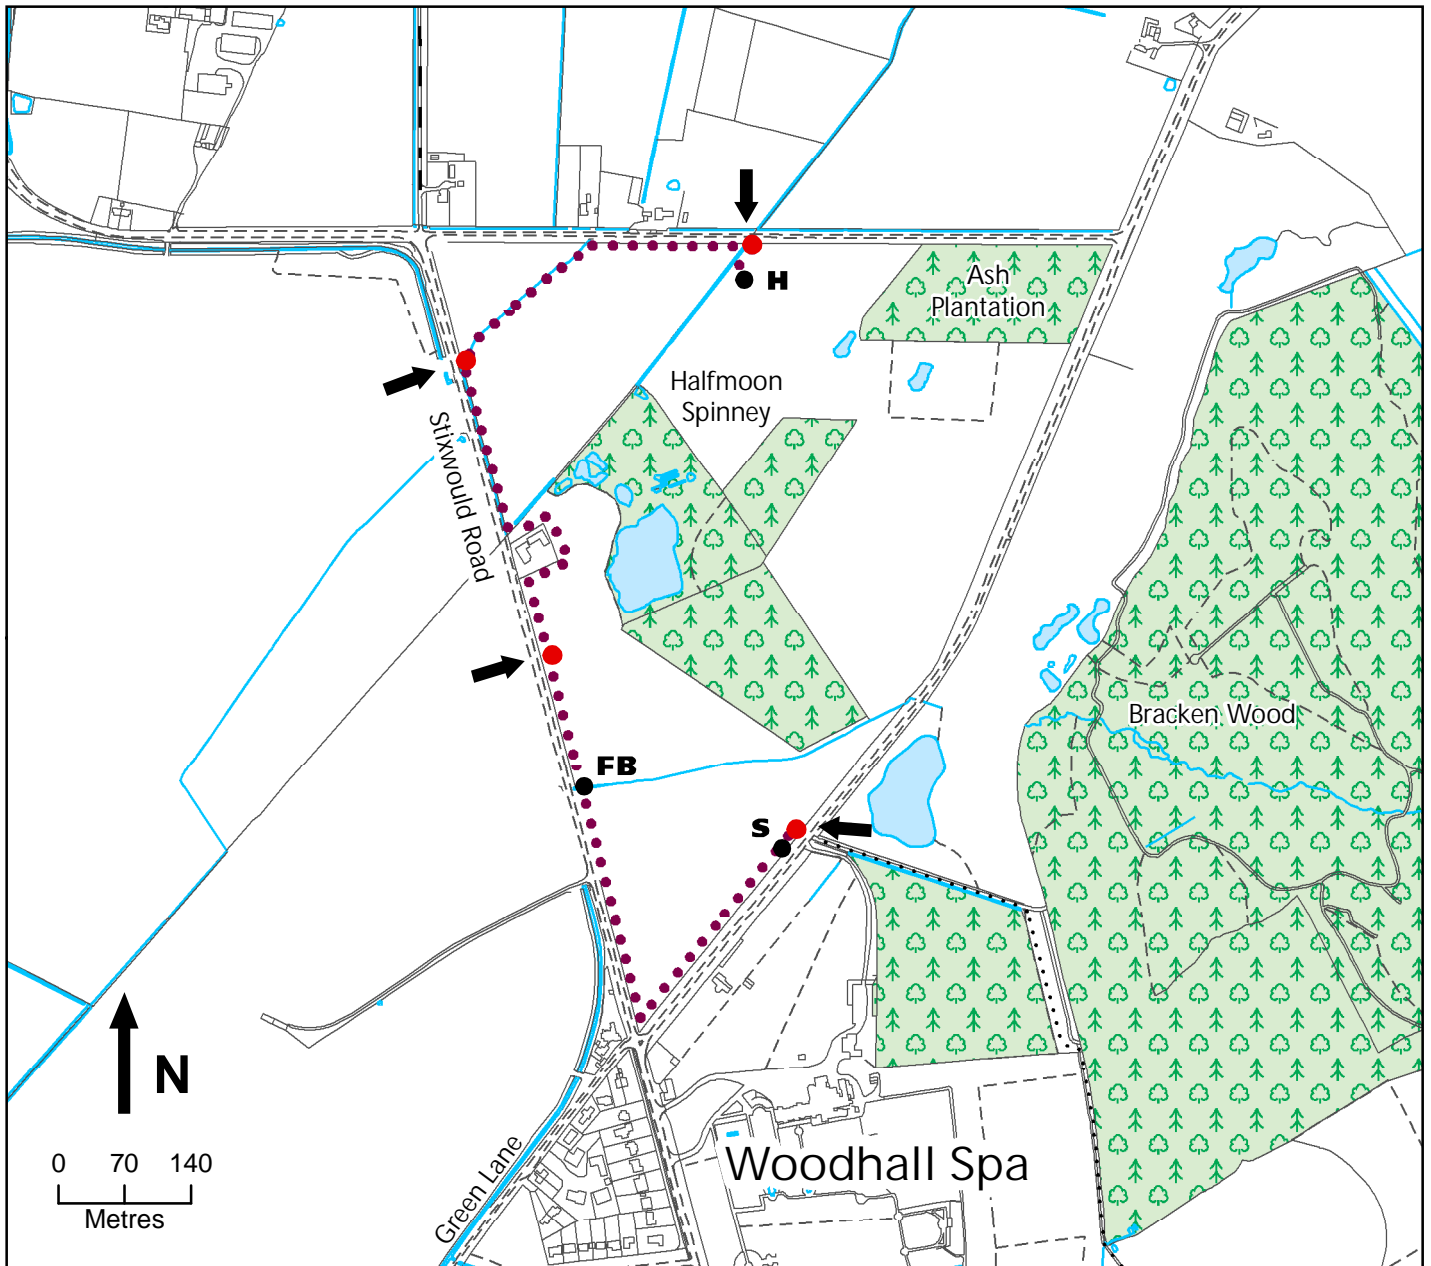 H
Ash
Plantation
Halfmoon
Spinney
Stixwould Road
Bracken Wood
FB
S
N
0 70 140
Metres
Green Lane
Woodhall Spa